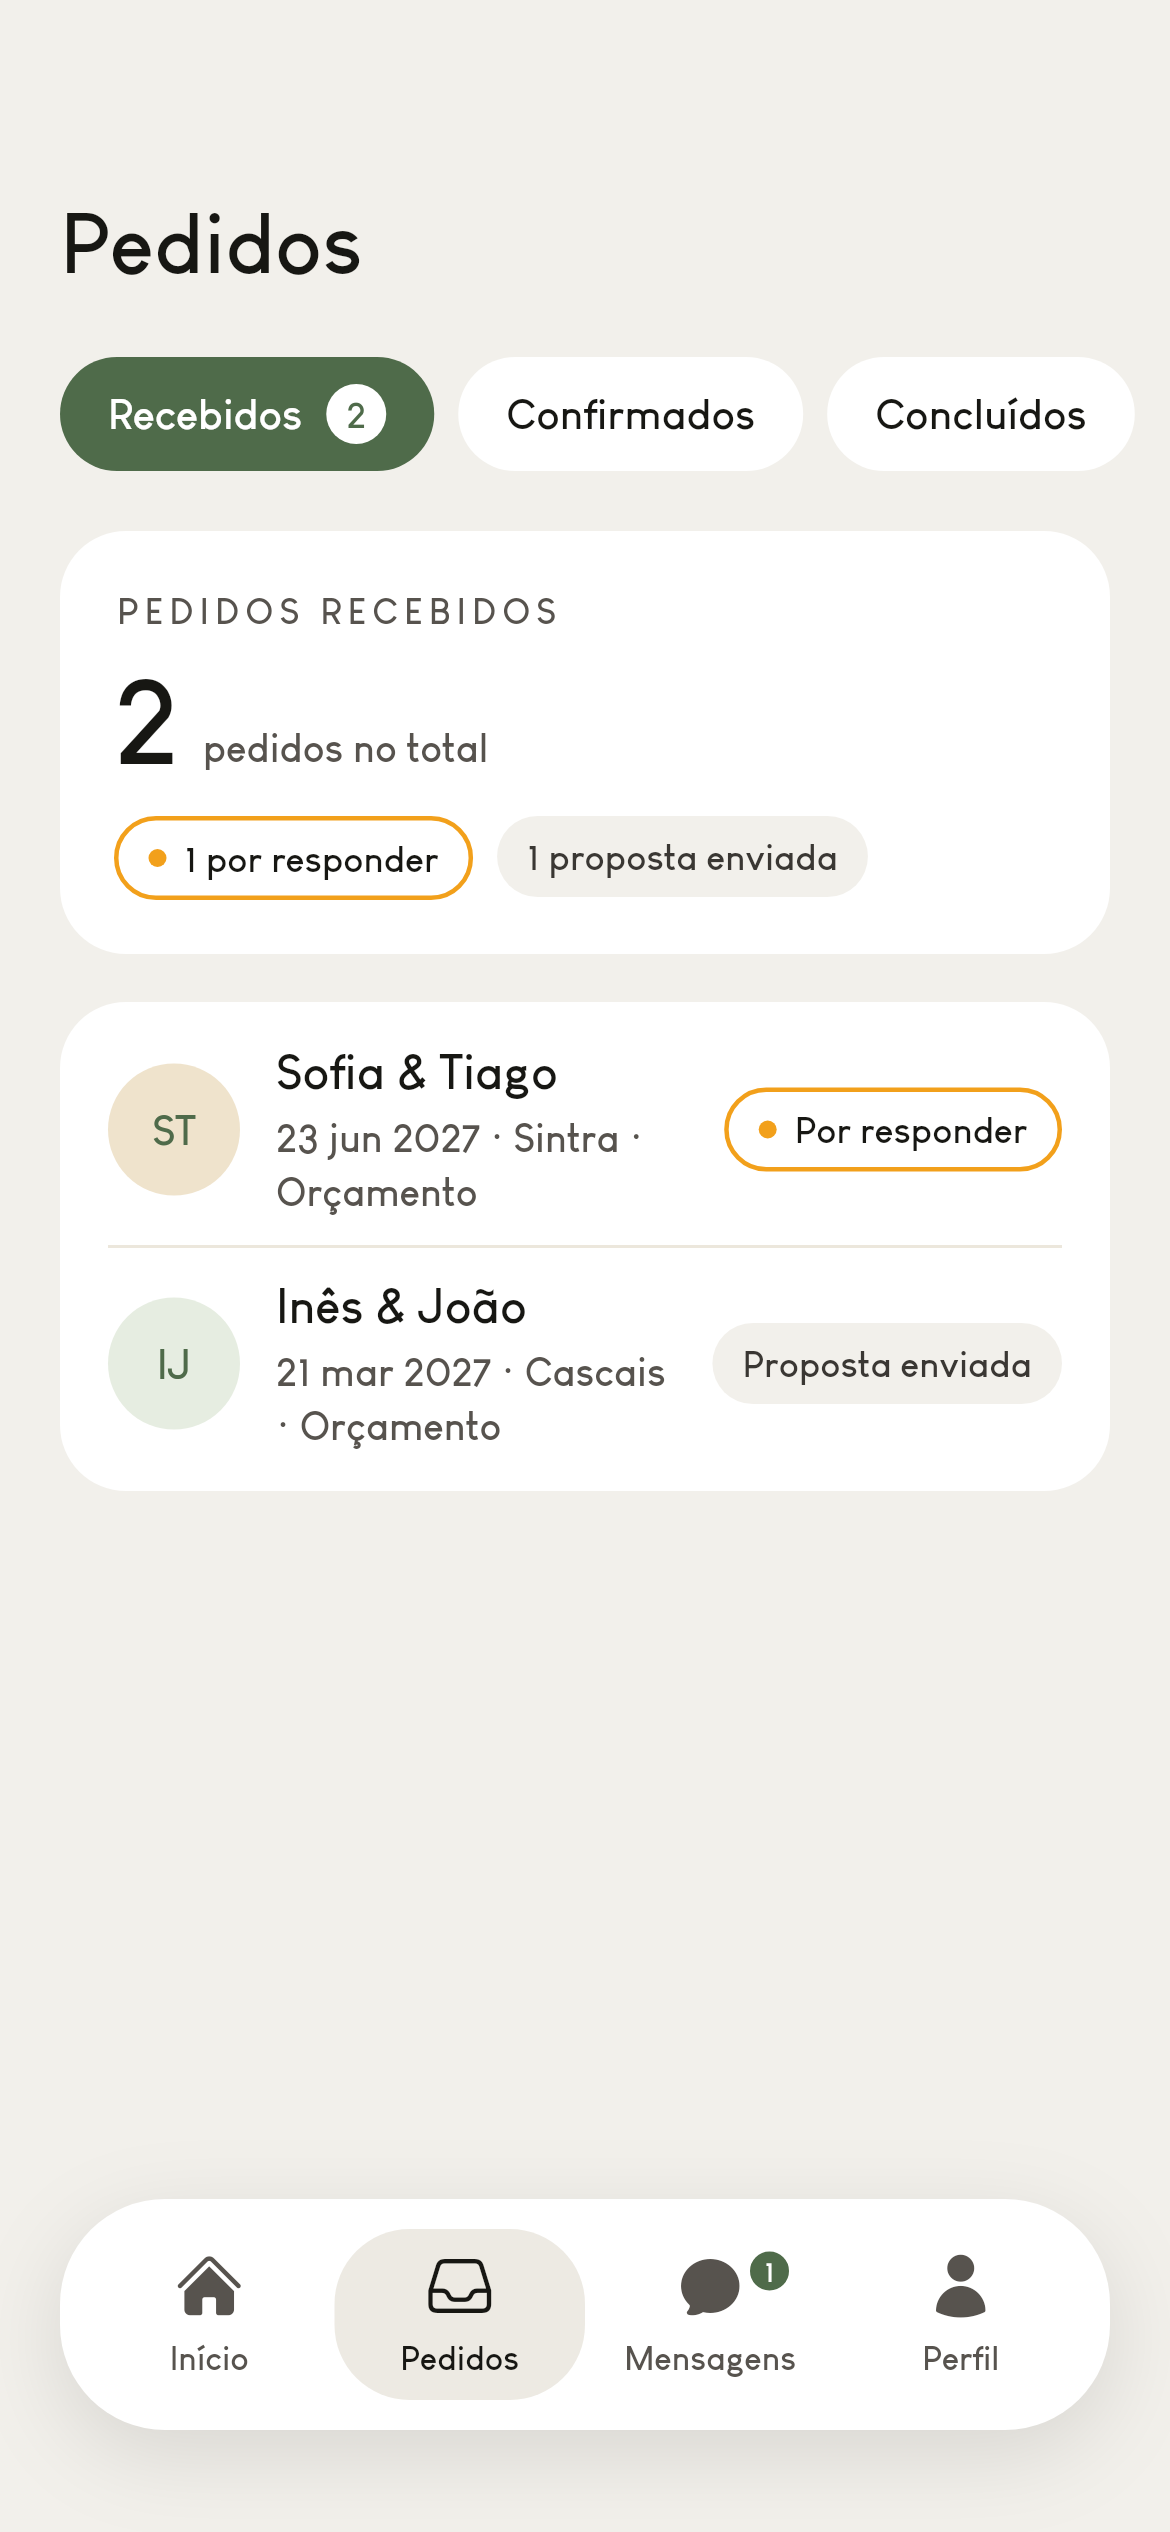 Pedidos
Recebidos 2 Confirmados Concluídos
PEDIDOS RECEBIDOS
2 pedidos no total
1 por responder 1 proposta enviada
ST
Sofia & Tiago
23 jun 2027 · Sintra ·
Orçamento
Por responder
IJ
Inês & João
21 mar 2027 · Cascais
· Orçamento
Proposta enviada
1
Início Pedidos Mensagens Perfil